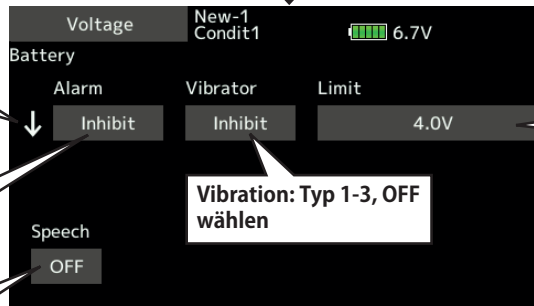 Voltage
New-1
Condit1
6.7V
Battery
Alarm
Vibrator
Limit
Inhibit
Inhibit
4.0V
Vibration: Typ 1-3, OFF
wählen
Speech
OFF